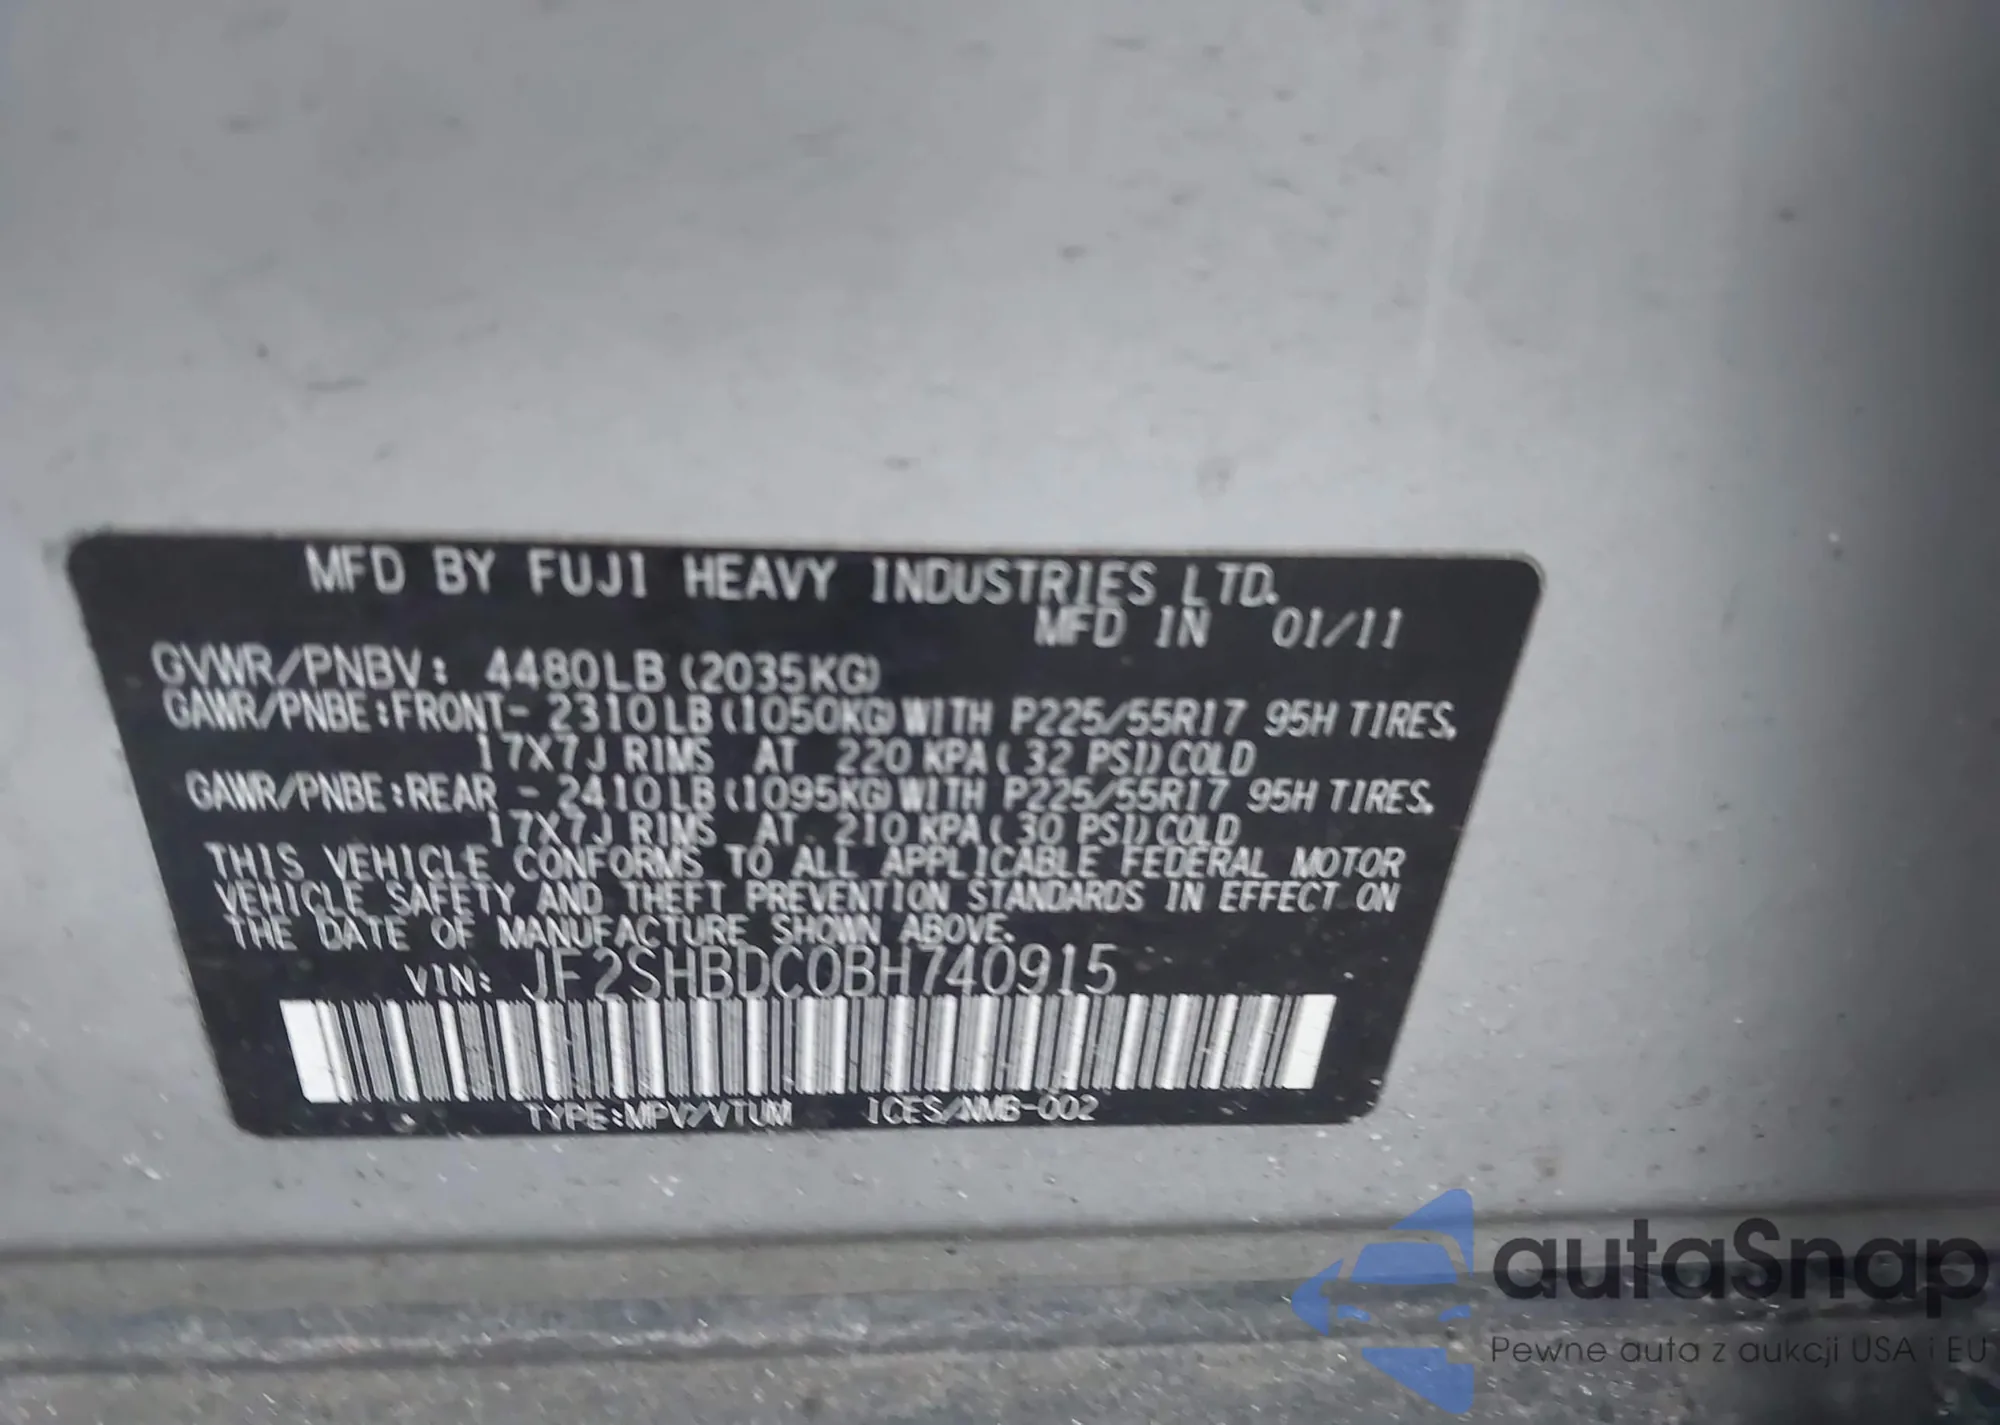 MFD BY FUJI HEAVY INDUSTRIES LTD.
MFD IN 01/11
GVWR/PNBV: 4480LB (2035KG)
GAWR/PNBE:FRONT- 2310LB(1050KG)WITH P225/55R17 95H TIRES.
17X7J RIMS AT 220 KPA( 32 PSI)COLD
GAWR/PNBE:REAR - 2410LB(1095KG)WITH P225/55R17 95H TIRES.
17X7J RIMS AT 210 KPA( 30 PSI)COLD
THIS VEHICLE CONFORMS TO ALL APPLICABLE FEDERAL MOTOR
VEHICLE SAFETY AND THEFT PREVENTION STANDARDS IN EFFECT ON
THE DATE OF MANUFACTURE SHOWN ABOVE.
VIN: JF2SHBDC0BH740915
TYPE:MPV/VTUM ICES/NMB-002
autaSnap
Pewne auta z aukcji USA i EU